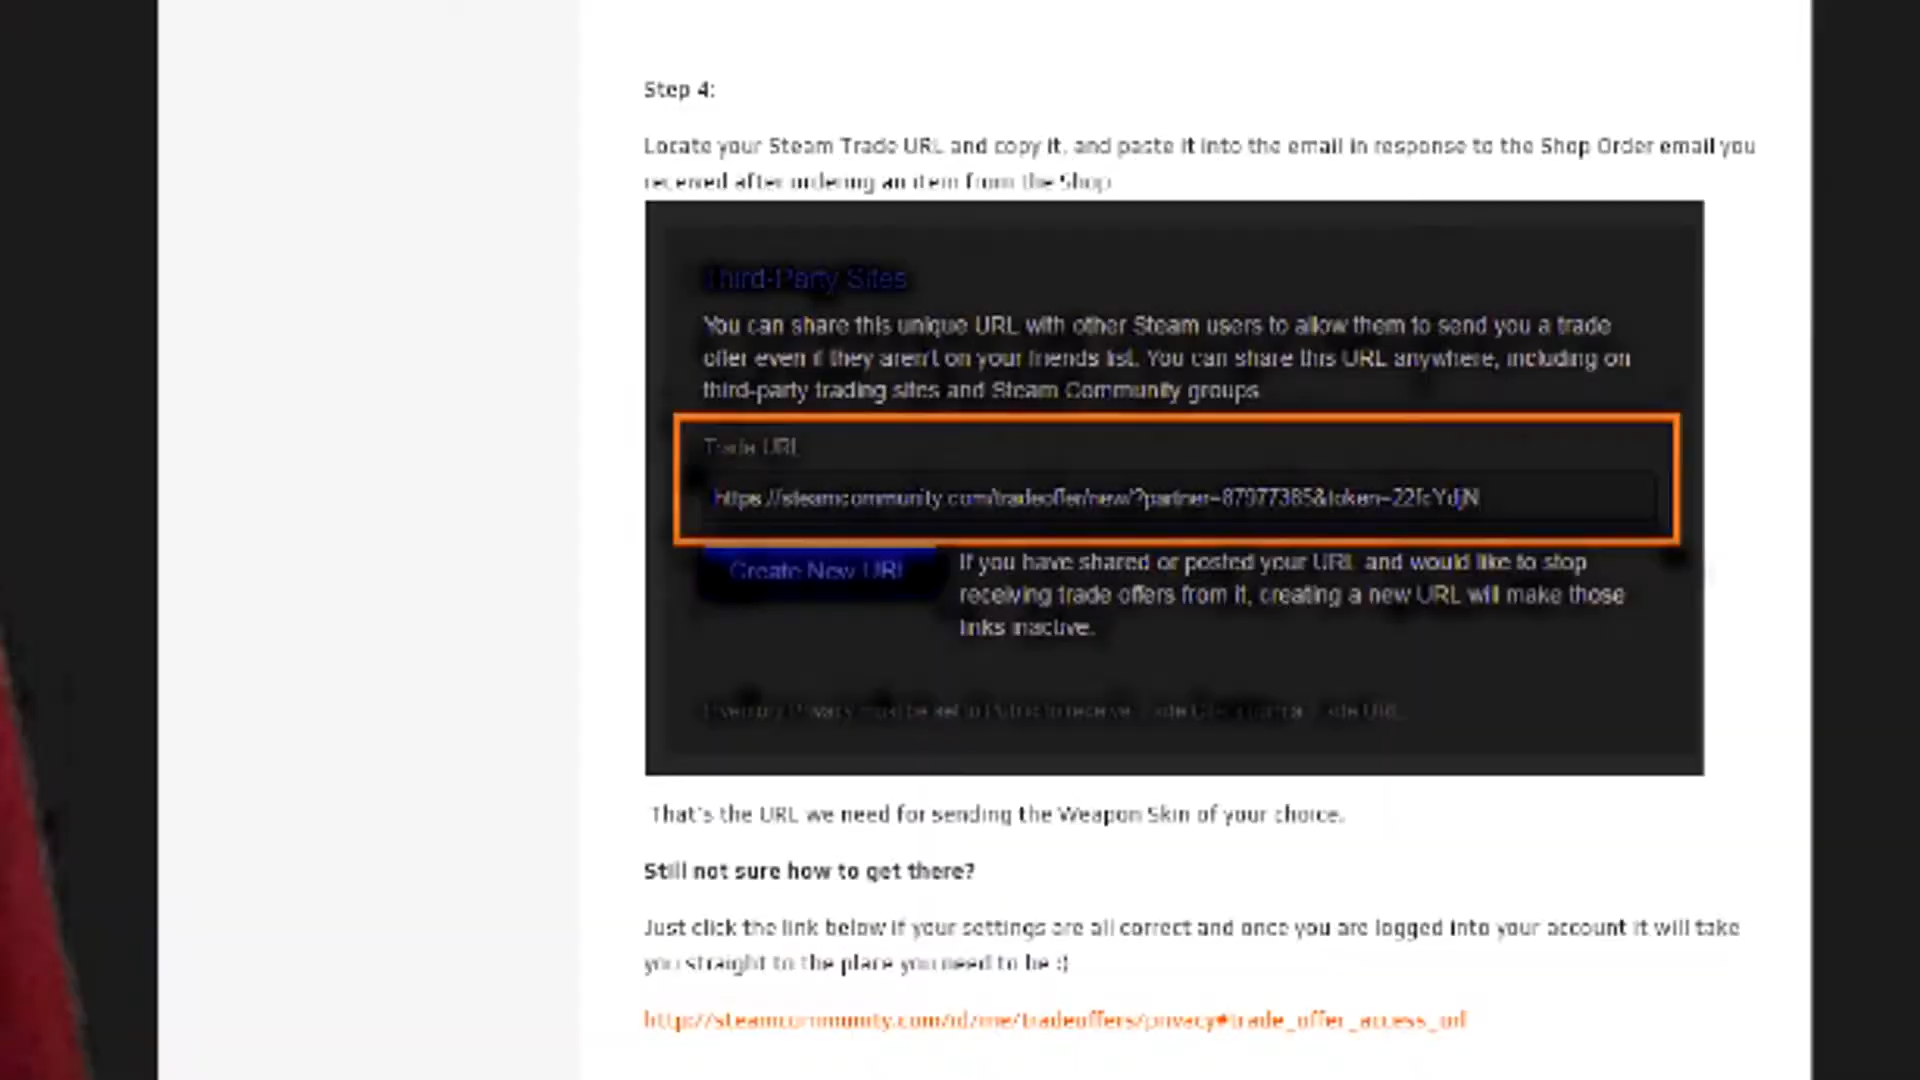 Step 4:
Locate your Steam Trade URL and copy it, and paste it into the email in response to the Shop Order email you
received after ordering an item from the Shop
Third-Party Sites
You can share this unique URL with other Steam users to allow them to send you a trade
offer even if they aren't on your friends list. You can share this URL anywhere, including on
third-party trading sites and Steam Community groups.
Trade URL
https://steamcommunity.com/tradeoffer/new/?partner=87977385&token=22fcYdjN
Create New URL
If you have shared or posted your URL and would like to stop
receiving trade offers from it, creating a new URL will make those
links inactive.
That's the URL we need for sending the Weapon Skin of your choice.
Still not sure how to get there?
Just click the link below if your settings are all correct and once you are logged into your account it will take
you straight to the place you need to be :)
http://steamcommunity.com/id/me/tradeoffers/privacy#trade_offer_access_url